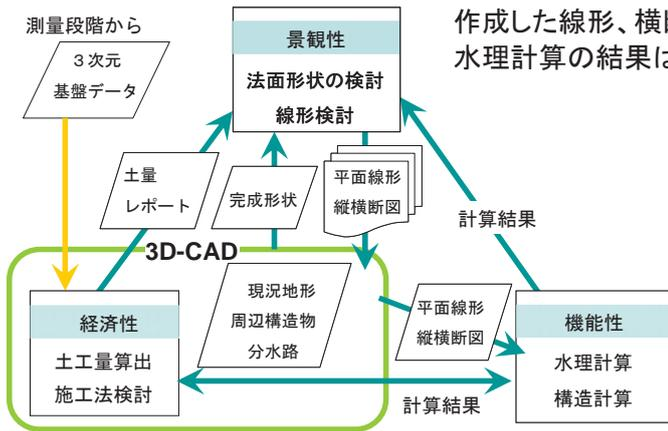 作成した線形、横
水理計算の結果は
測量段階から
３次元
基盤データ
景観性
法面形状の検討
線形検討
土量
レポート
完成形状
平面線形
縦横断図
計算結果
3D-CAD
現況地形
周辺構造物
分水路
平面線形
縦横断図
経済性
土工量算出
施工法検討
機能性
水理計算
構造計算
計算結果